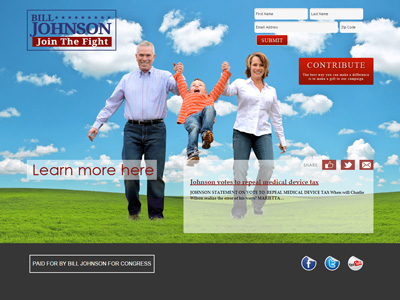 BILL
JOHNSON
Join The Fight
First Name
Last Name
Email Address
Zip Code
SUBMIT
CONTRIBUTE
The best way you can make a difference
is to make a gift to our campaign
Learn more here
SHARE
Johnson votes to repeal medical device tax
JOHNSON STATEMENT ON VOTE TO REPEAL MEDICAL DEVICE TAX When will Charlie
Wilson realize the error of his ways? MARIETTA...
PAID FOR BY BILL JOHNSON FOR CONGRESS